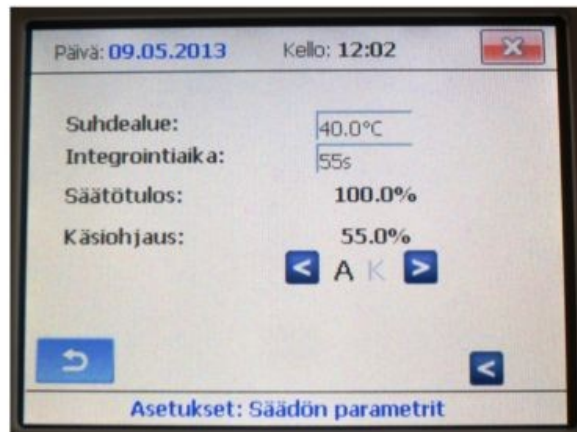 Päivä: 09.05.2013 Kello: 12:02
Suhdealue: 40.0°C
Integrointiaika: 55s
Säätötulos: 100.0%
Käsiohjaus: 55.0%
< A K >
<
Asetukset: Säädön parametrit